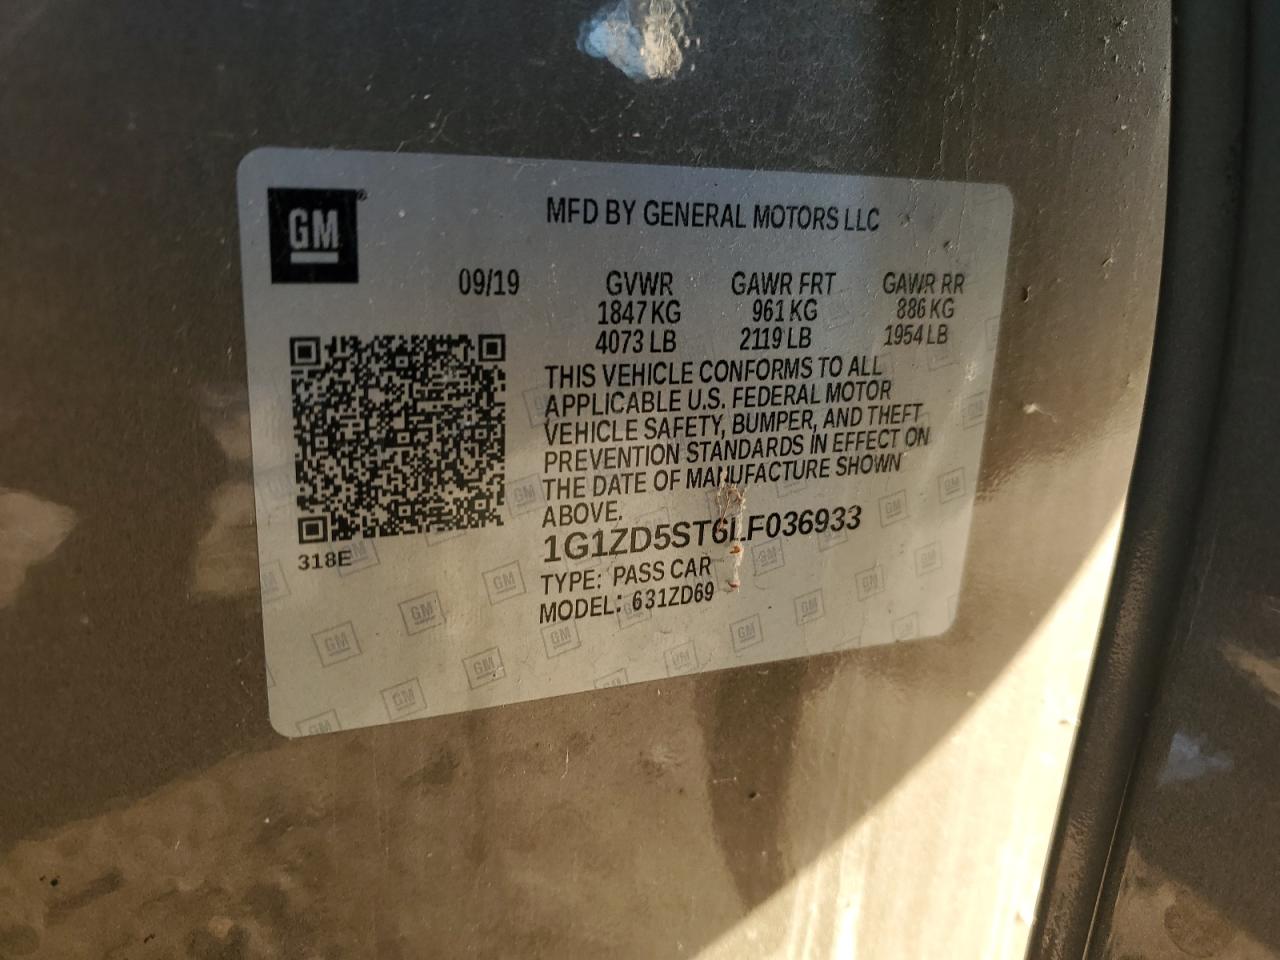 GM
MFD BY GENERAL MOTORS LLC
09/19 GVWR GAWR FRT GAWR RR
1847 KG 961 KG 886 KG
4073 LB 2119 LB 1954 LB
THIS VEHICLE CONFORMS TO ALL
APPLICABLE U.S. FEDERAL MOTOR
VEHICLE SAFETY, BUMPER, AND THEFT
PREVENTION STANDARDS IN EFFECT ON
THE DATE OF MANUFACTURE SHOWN
ABOVE.
318E
1G1ZD5ST6LF036933
TYPE: PASS CAR
MODEL: 631ZD69